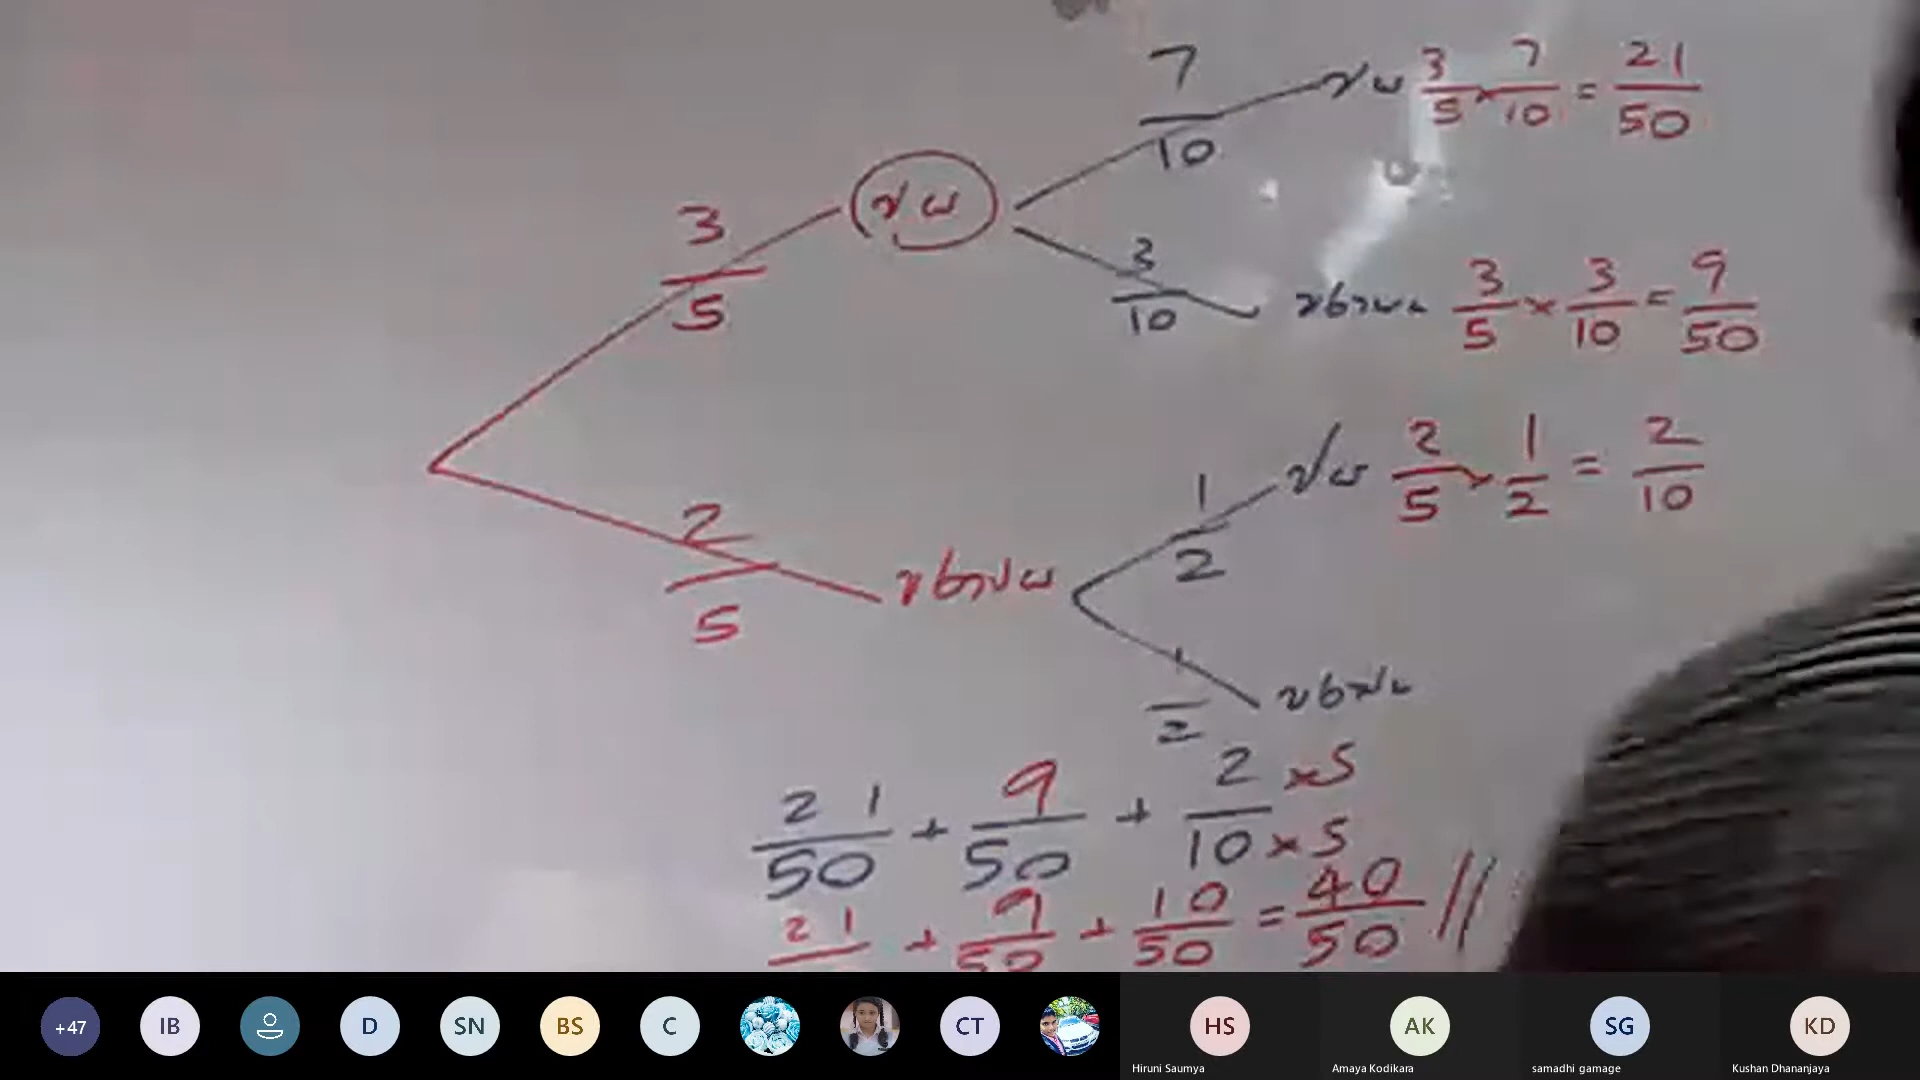 7/10 3/5 × 7/10 = 21/50
3/5
3/10 3/5 × 3/10 = 9/50
1/2 2/5 × 1/2 = 2/10
2/5
1/2
21/50 + 9/50 + 2/10 ×5/×5
21 + 9/50 + 10/50 = 40/50 //
+47 IB D SN BS C CT HS AK SG KD
Hiruni Saumya Amaya Kodikara samadhi gamage Kushan Dhananjaya